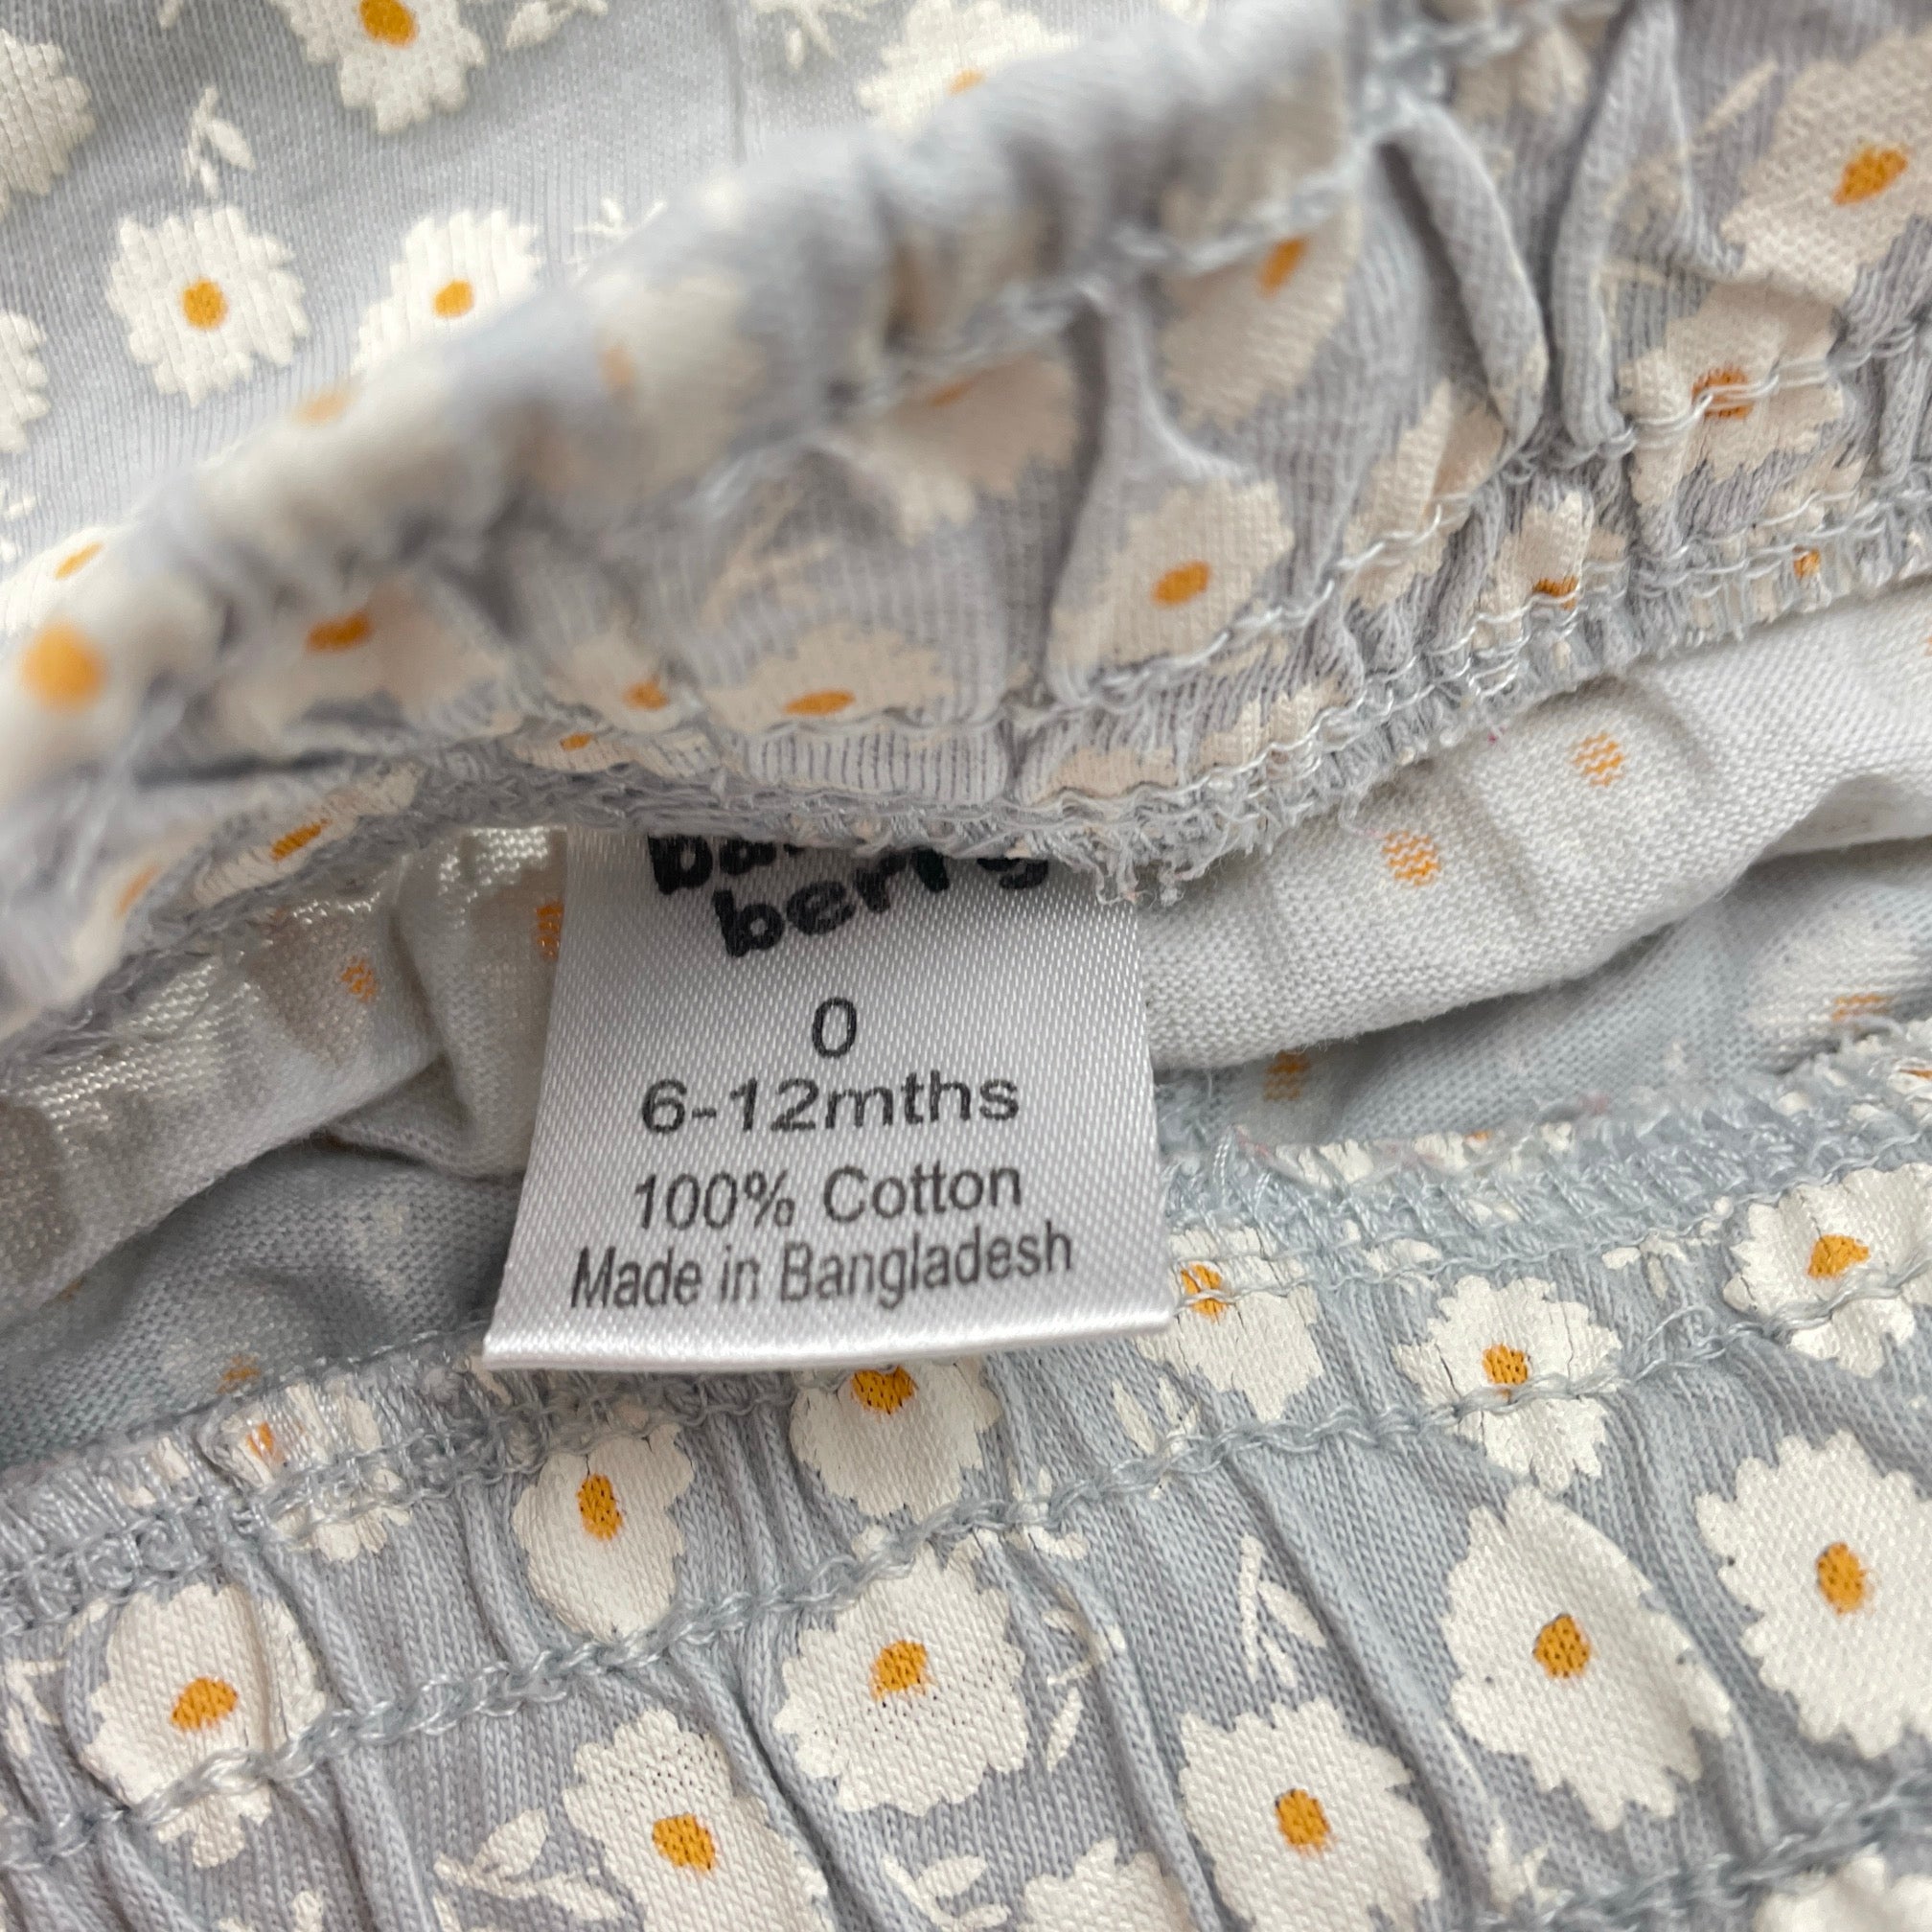 berry
0
6-12mths
100% Cotton
Made in Bangladesh